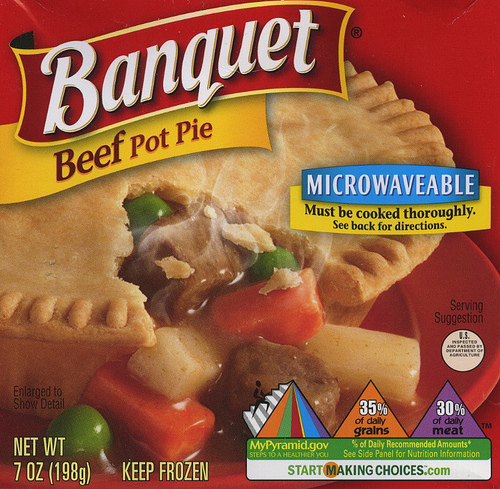 Banquet®
Beef Pot Pie
MICROWAVEABLE
Must be cooked thoroughly.
See back for directions.
Serving
Suggestion
U.S.
INSPECTED
AND PASSED BY
DEPARTMENT OF
AGRICULTURE
Enlarged to
Show Detail
NET WT
7 OZ (198g)
KEEP FROZEN
MyPyramid.gov
STEPS TO A HEALTHIER YOU
35%
of daily
grains
30%
of daily
meat
TM
% of Daily Recommended Amounts*
See Side Panel for Nutrition Information
START MAKING CHOICES.com